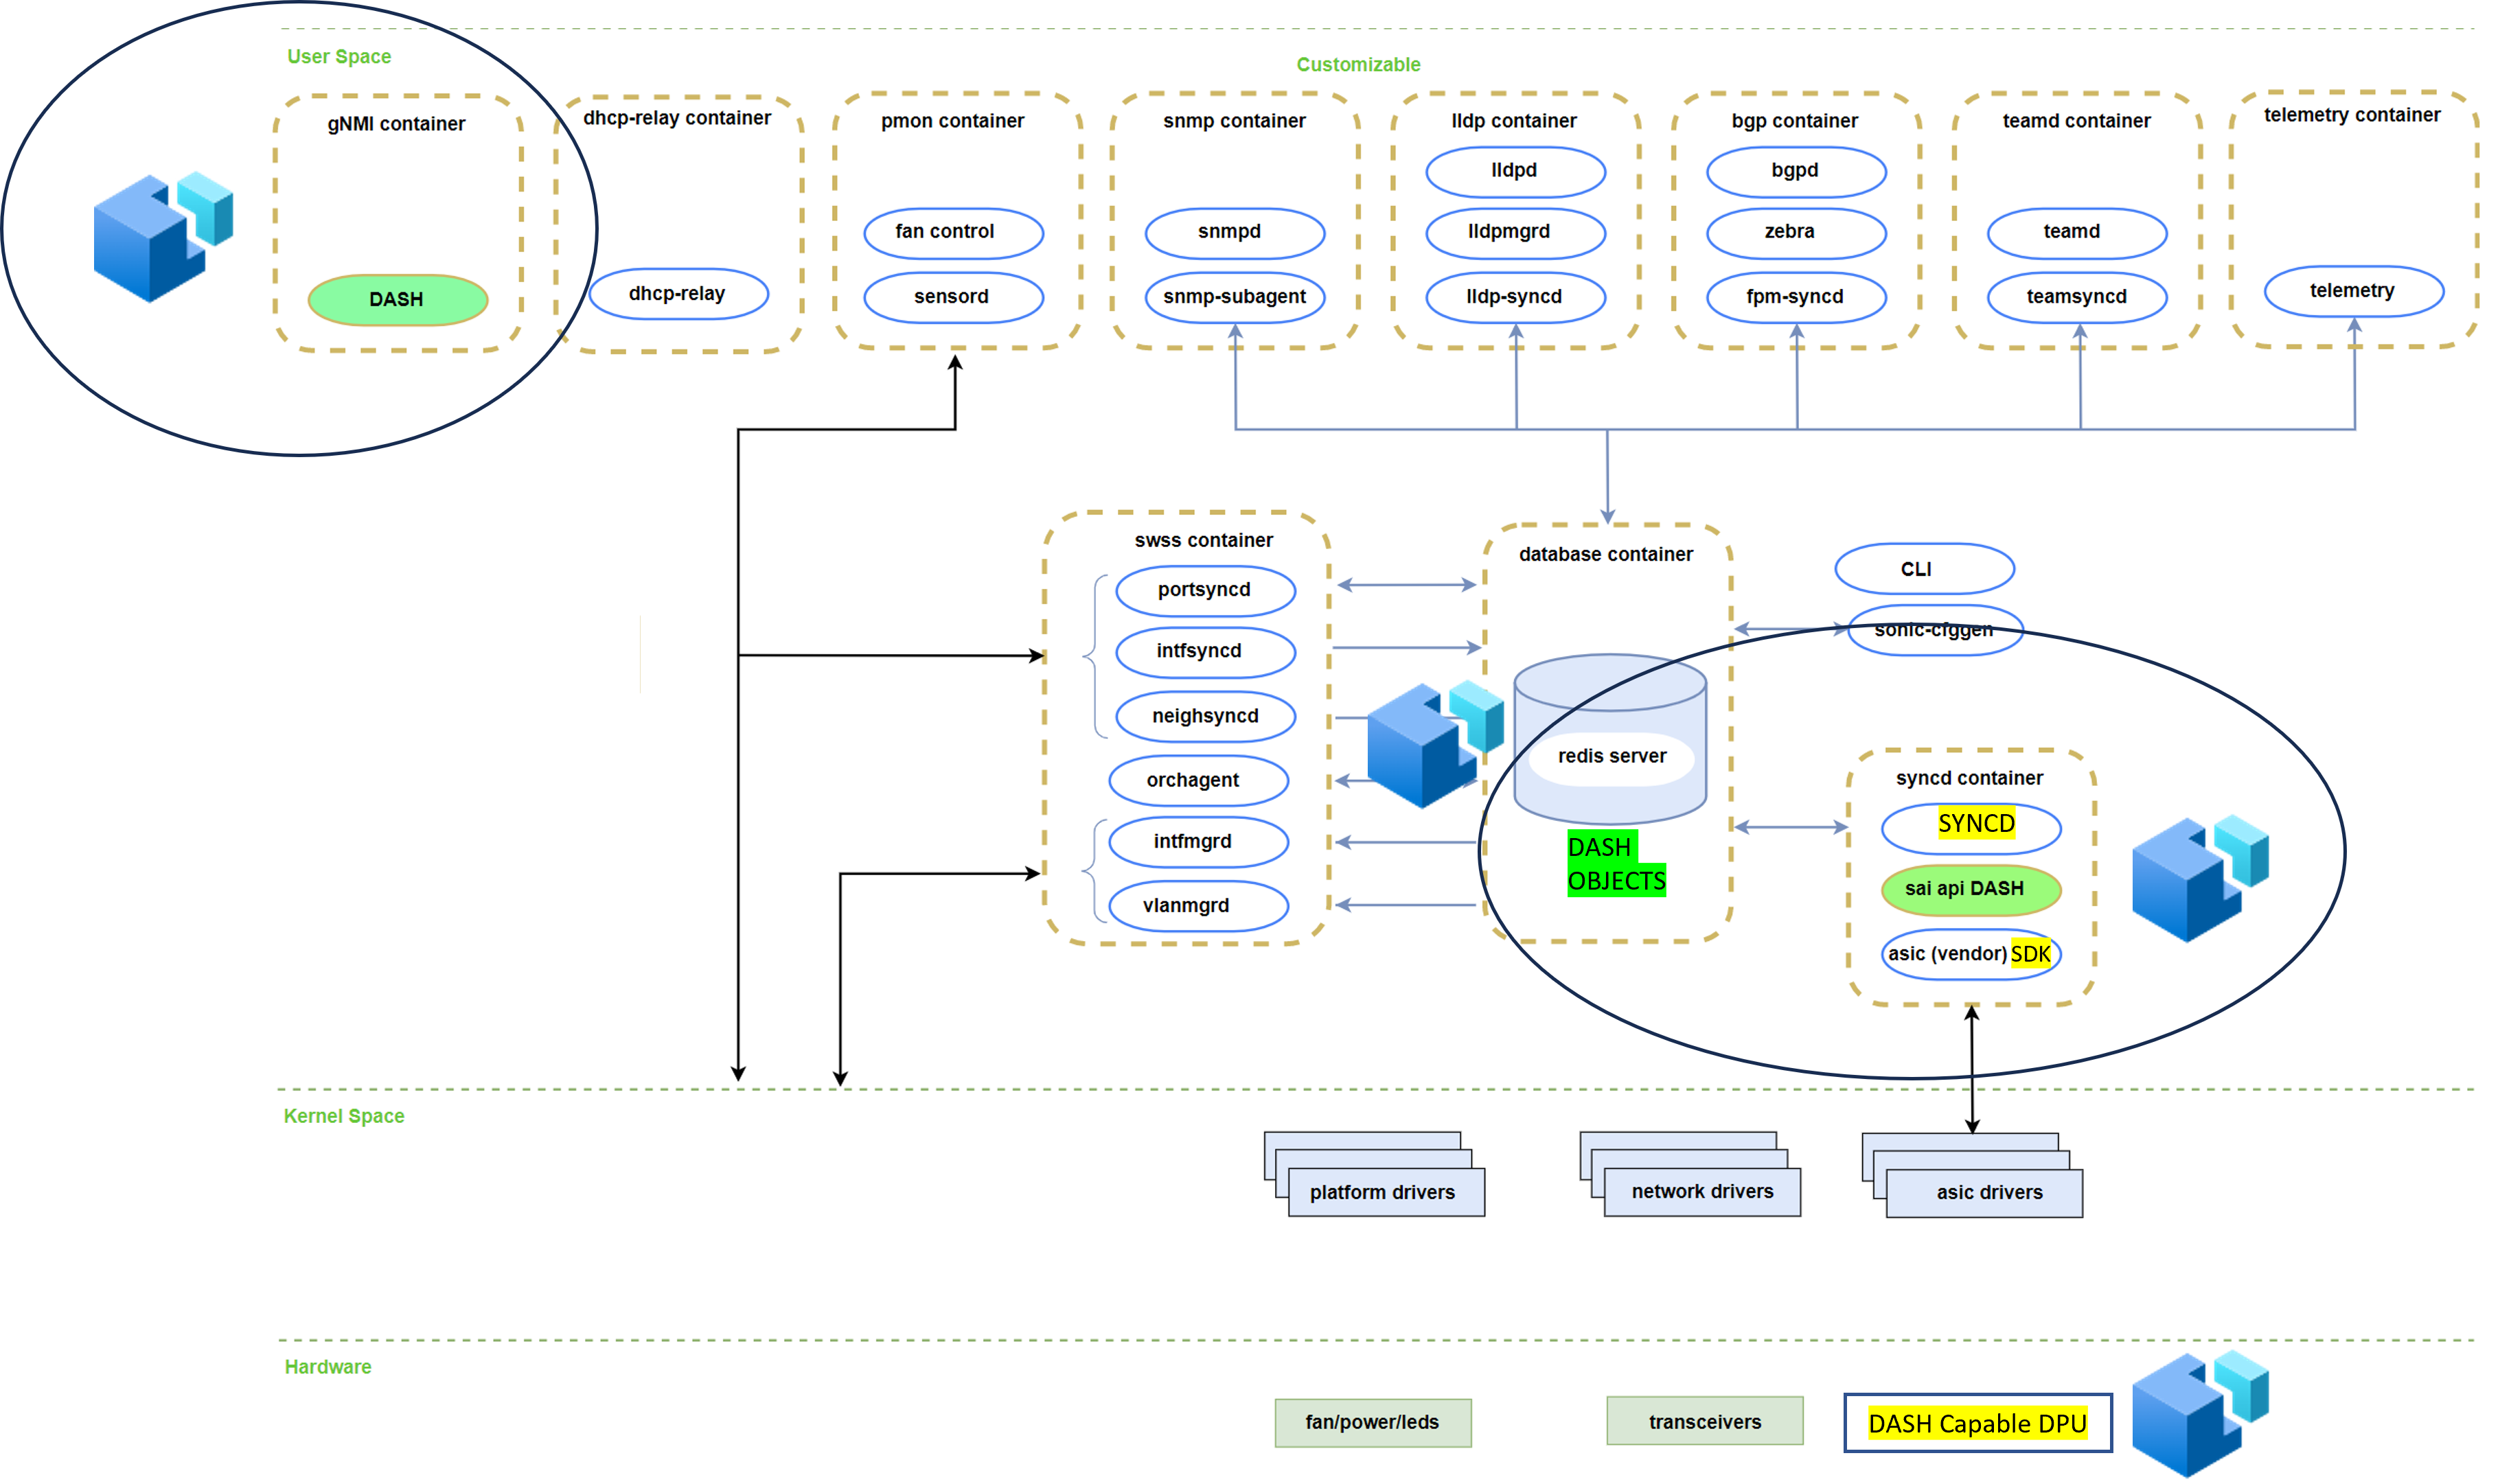 User Space
Customizable
gNMI container
DASH
dhcp-relay container
dhcp-relay
pmon container
fan control
sensord
snmp container
snmpd
snmp-subagent
lldp container
lldpd
lldpmgrd
lldp-syncd
bgp container
bgpd
zebra
fpm-syncd
teamd container
teamd
teamsyncd
telemetry container
telemetry
swss container
portsyncd
intfsyncd
neighsyncd
orchagent
intfmgrd
vlanmgrd
database container
redis server
DASH
OBJECTS
CLI
sonic-cfggen
syncd container
SYNCD
sai api DASH
asic (vendor) SDK
Kernel Space
platform drivers
network drivers
asic drivers
Hardware
fan/power/leds
transceivers
DASH Capable DPU